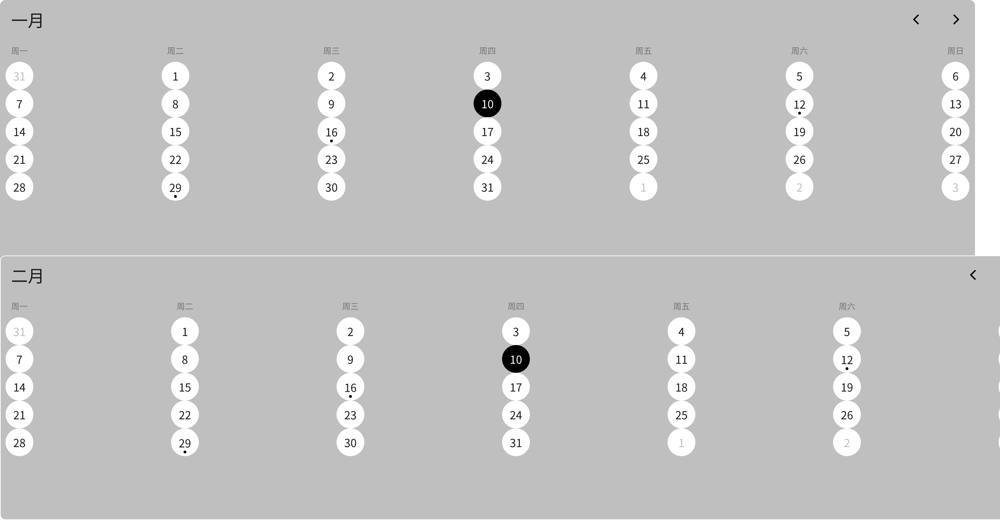 一月
周一 周二 周三 周四 周五 周六 周日
31 1 2 3 4 5 6
7 8 9 10 11 12 13
14 15 16 17 18 19 20
21 22 23 24 25 26 27
28 29 30 31 1 2 3
二月
周一 周二 周三 周四 周五 周六
31 1 2 3 4 5
7 8 9 10 11 12
14 15 16 17 18 19
21 22 23 24 25 26
28 29 30 31 1 2